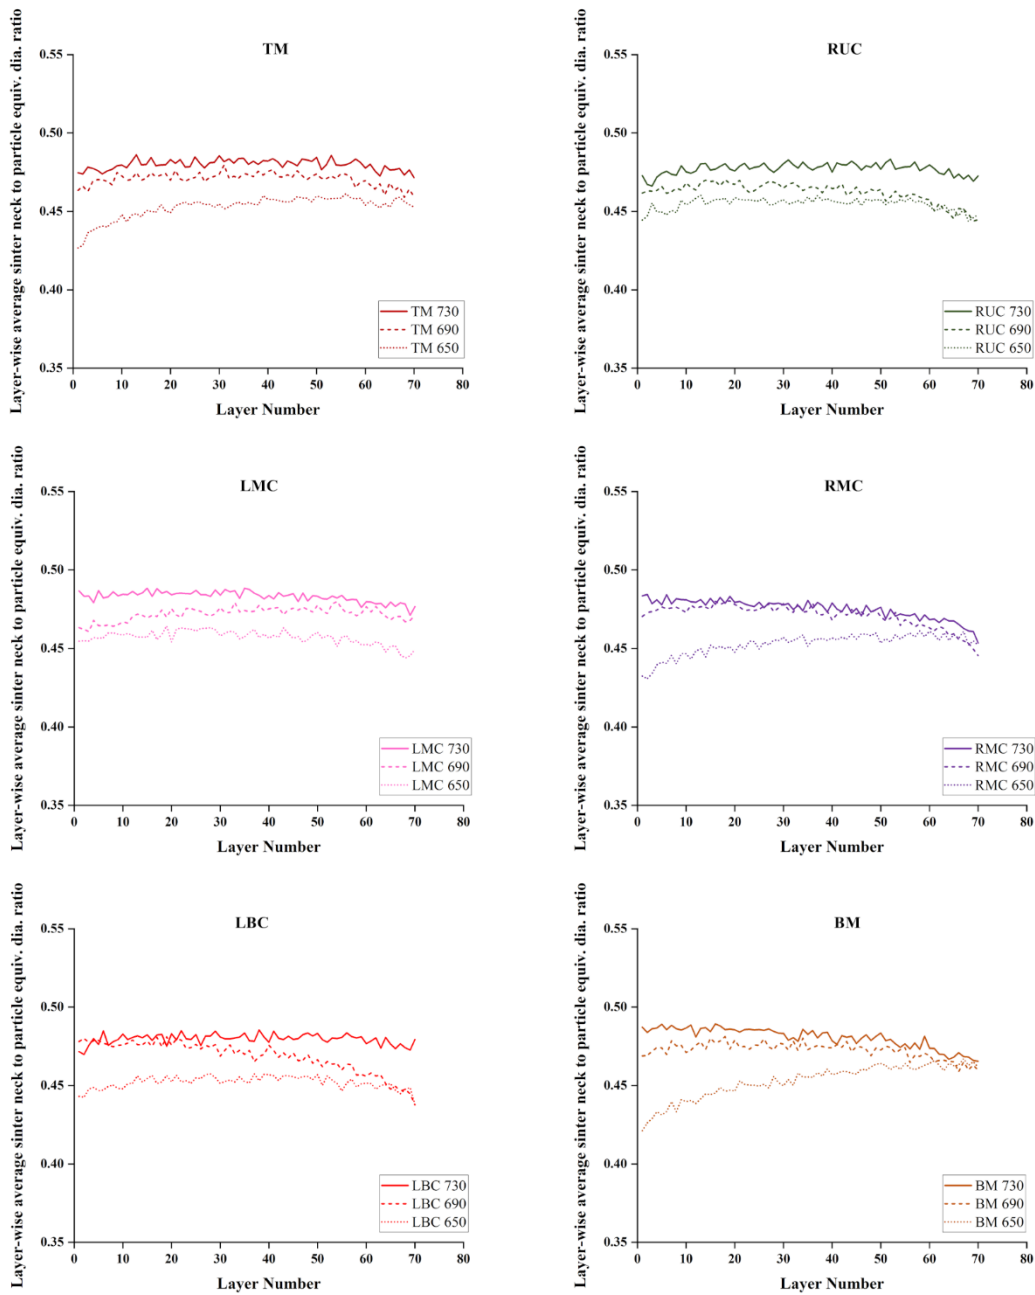 TM
Layer-wise average sinter neck to particle equiv. dia. ratio
0.55
0.50
0.45
0.40
0.35
0 10 20 30 40 50 60 70 80
Layer Number
TM 730
TM 690
TM 650
RUC
Layer-wise average sinter neck to particle equiv. dia. ratio
0.55
0.50
0.45
0.40
0.35
0 10 20 30 40 50 60 70 80
Layer Number
RUC 730
RUC 690
RUC 650
LMC
Layer-wise average sinter neck to particle equiv. dia. ratio
0.55
0.50
0.45
0.40
0.35
0 10 20 30 40 50 60 70 80
Layer Number
LMC 730
LMC 690
LMC 650
RMC
Layer-wise average sinter neck to particle equiv. dia. ratio
0.55
0.50
0.45
0.40
0.35
0 10 20 30 40 50 60 70 80
Layer Number
RMC 730
RMC 690
RMC 650
LBC
Layer-wise average sinter neck to particle equiv. dia. ratio
0.55
0.50
0.45
0.40
0.35
0 10 20 30 40 50 60 70 80
Layer Number
LBC 730
LBC 690
LBC 650
BM
Layer-wise average sinter neck to particle equiv. dia. ratio
0.55
0.50
0.45
0.40
0.35
0 10 20 30 40 50 60 70 80
Layer Number
BM 730
BM 690
BM 650